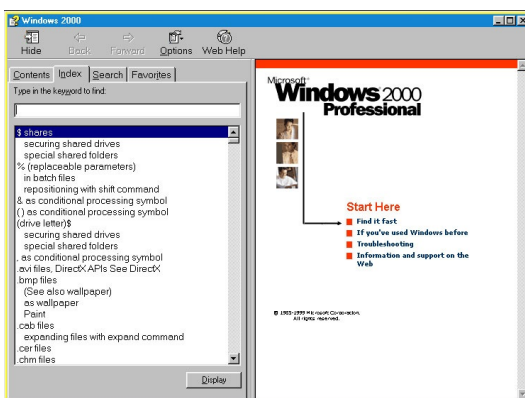 Windows 2000
Hide Back Forward Options Web Help
Contents Index Search Favorites
Type in the keyword to find:
$ shares
securing shared drives
special shared folders
% (replaceable parameters)
in batch files
repositioning with shift command
& as conditional processing symbol
() as conditional processing symbol
(drive letter)$
securing shared drives
special shared folders
, as conditional processing symbol
.avi files, DirectX APIs See DirectX
.bmp files
(See also wallpaper)
as wallpaper
Paint
.cab files
expanding files with expand command
.cer files
.chm files
Display
Microsoft
Windows 2000
Professional
Start Here
Find it fast
If you've used Windows before
Troubleshooting
Information and support on the
Web
© 1985-1999 Microsoft Corporation.
All rights reserved.